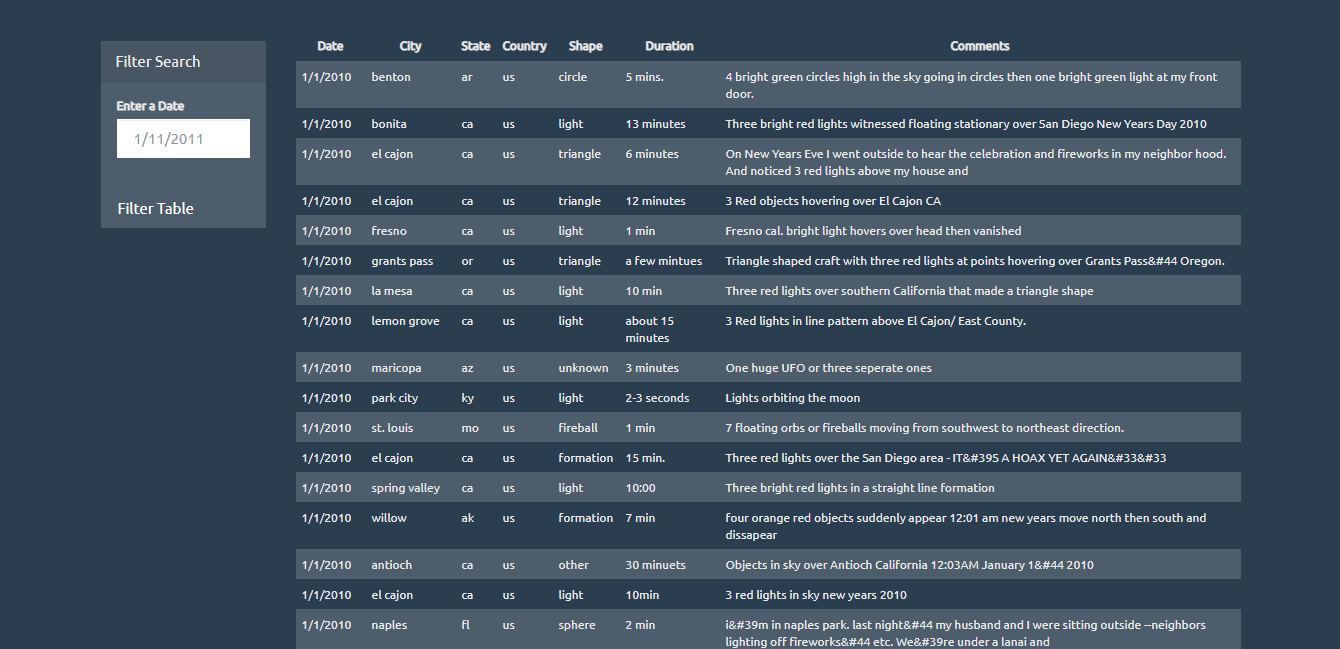 Filter Search
Enter a Date
1/11/2011
Filter Table
Date City State Country Shape Duration Comments
1/1/2010 benton ar us circle 5 mins. 4 bright green circles high in the sky going in circles then one bright green light at my front
door.
1/1/2010 bonita ca us light 13 minutes Three bright red lights witnessed floating stationary over San Diego New Years Day 2010
1/1/2010 el cajon ca us triangle 6 minutes On New Years Eve I went outside to hear the celebration and fireworks in my neighbor hood.
And noticed 3 red lights above my house and
1/1/2010 el cajon ca us triangle 12 minutes 3 Red objects hovering over El Cajon CA
1/1/2010 fresno ca us light 1 min Fresno cal. bright light hovers over head then vanished
1/1/2010 grants pass or us triangle a few mintues Triangle shaped craft with three red lights at points hovering over Grants Pass&#44 Oregon.
1/1/2010 la mesa ca us light 10 min Three red lights over southern California that made a triangle shape
1/1/2010 lemon grove ca us light about 15 3 Red lights in line pattern above El Cajon/ East County.
minutes
1/1/2010 maricopa az us unknown 3 minutes One huge UFO or three seperate ones
1/1/2010 park city ky us light 2-3 seconds Lights orbiting the moon
1/1/2010 st. louis mo us fireball 1 min 7 floating orbs or fireballs moving from southwest to northeast direction.
1/1/2010 el cajon ca us formation 15 min. Three red lights over the San Diego area - IT&#39S A HOAX YET AGAIN&#33&#33
1/1/2010 spring valley ca us light 10:00 Three bright red lights in a straight line formation
1/1/2010 willow ak us formation 7 min four orange red objects suddenly appear 12:01 am new years move north then south and
dissapear
1/1/2010 antioch ca us other 30 minuets Objects in sky over Antioch California 12:03AM January 1&#44 2010
1/1/2010 el cajon ca us light 10min 3 red lights in sky new years 2010
1/1/2010 naples fl us sphere 2 min i&#39m in naples park. last night&#44 my husband and I were sitting outside --neighbors
lighting off fireworks&#44 etc. We&#39re under a lanai and